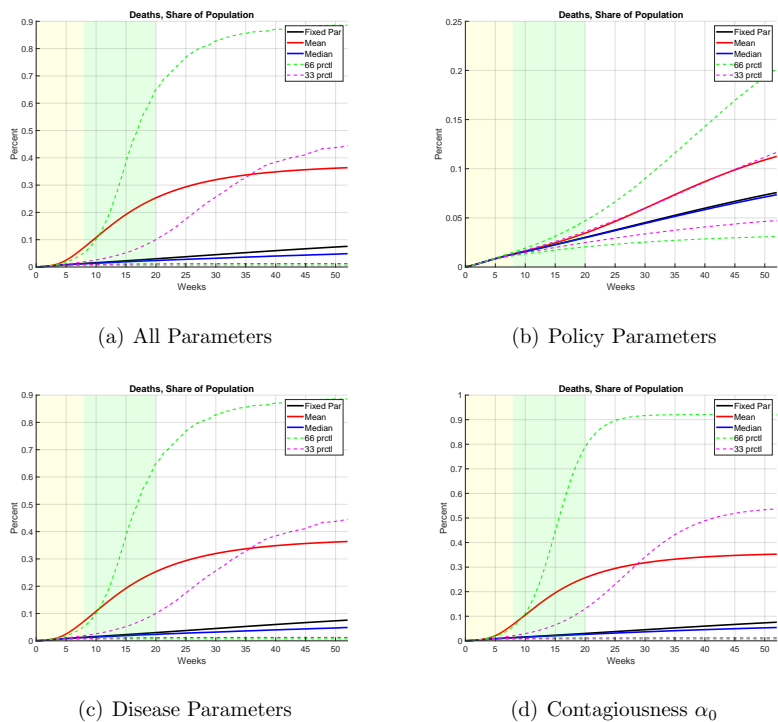 Deaths, Share of Population
0.9
0.8
0.7
0.6
0.5
0.4
0.3
0.2
0.1
0
Percent
0 5 10 15 20 25 30 35 40 45 50
Weeks
Fixed Par
Mean
Median
66 prctl
33 prctl
(a) All Parameters
Deaths, Share of Population
0.25
0.2
0.15
0.1
0.05
0
Percent
0 5 10 15 20 25 30 35 40 45 50
Weeks
Fixed Par
Mean
Median
66 prctl
33 prctl
(b) Policy Parameters
Deaths, Share of Population
0.9
0.8
0.7
0.6
0.5
0.4
0.3
0.2
0.1
0
Percent
0 5 10 15 20 25 30 35 40 45 50
Weeks
Fixed Par
Mean
Median
66 prctl
33 prctl
(c) Disease Parameters
Deaths, Share of Population
1
0.9
0.8
0.7
0.6
0.5
0.4
0.3
0.2
0.1
0
Percent
0 5 10 15 20 25 30 35 40 45 50
Weeks
Fixed Par
Mean
Median
66 prctl
33 prctl
(d) Contagiousness α₀